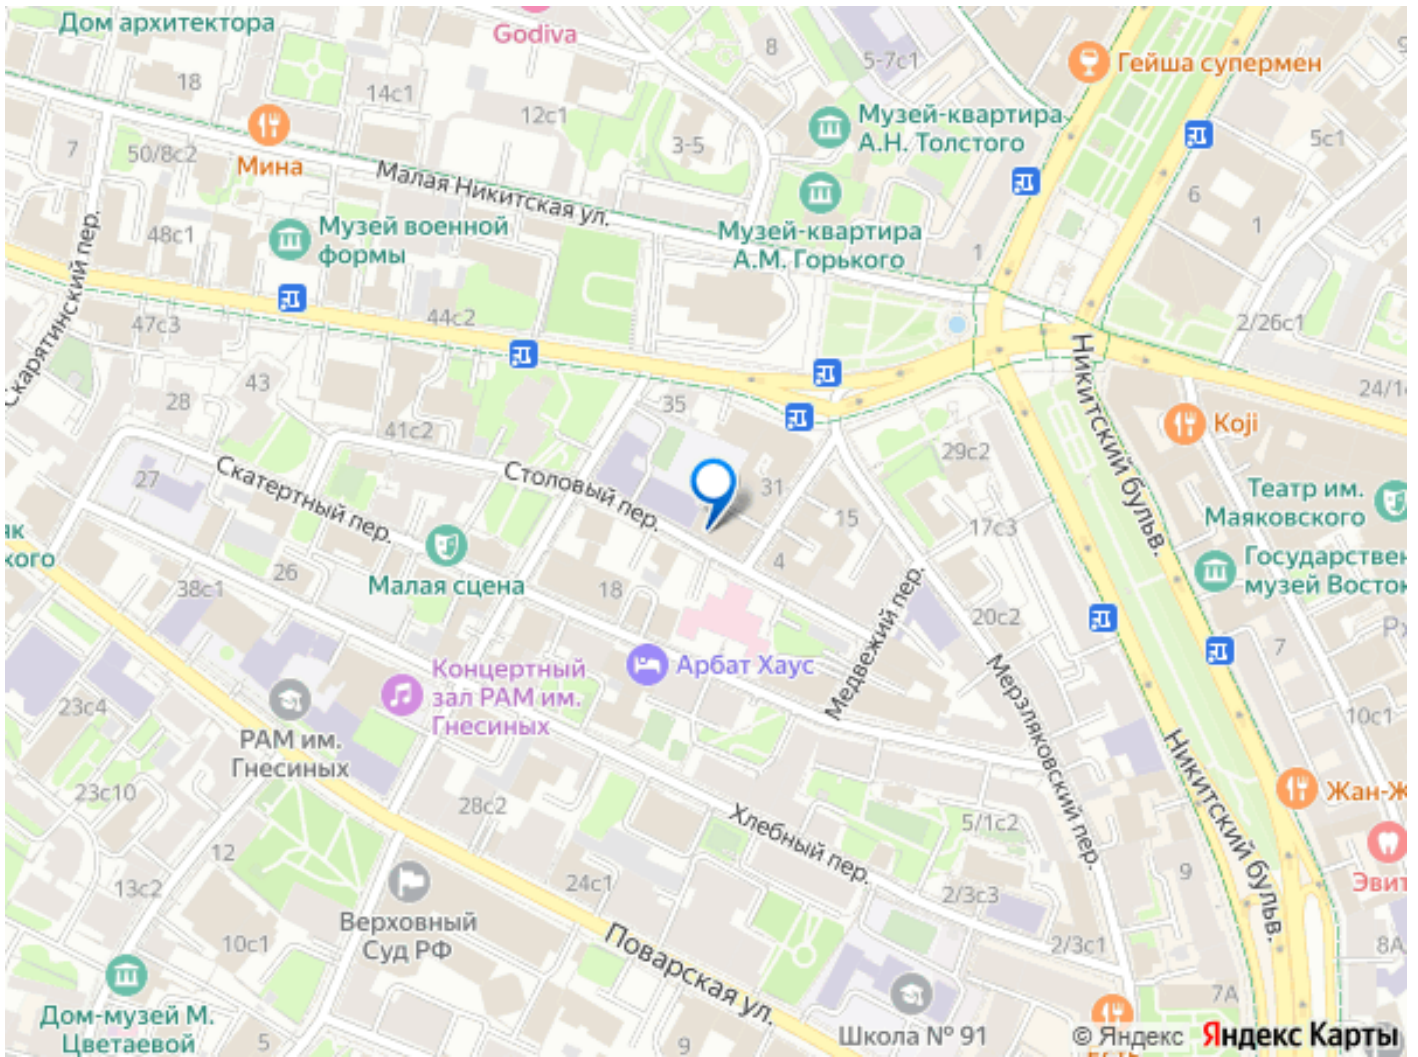 Дом архитектора
Godiva
8
5-7с1
Гейша супермен
18
14с1
12с1
Музей-квартира
А.Н. Толстого
5с1
7
50/8с2
Мина
3-5
Малая Никитская ул.
6
48с1
Музей военной
формы
Музей-квартира
А.М. Горького
1
1
Скарятинский пер.
47с3
44с2
2/26с1
Никитский бульв.
43
28
35
24/1
41с2
Koji
29с2
27
Скатертный пер.
Столовый пер.
31
15
17с3
Театр им.
Маяковского
як
кого
Государствен
музей Восток
38с1
26
Малая сцена
18
4
Медвежий пер.
20с2
7
Арбат Хаус
Концертный
зал РАМ им.
Гнесиных
Мерзляковский пер.
23с4
10с1
РАМ им.
Гнесиных
Никитский бульв.
23с10
28с2
Хлебный пер.
5/1с2
Жан-Ж
12
13с2
24с1
2/3с3
9
Эвит
Верховный
Суд РФ
10с1
Поварская ул.
2/3с1
8А
7А
Дом-музей М.
Цветаевой
5
9
Школа № 91
© Яндекс Яндекс Карты